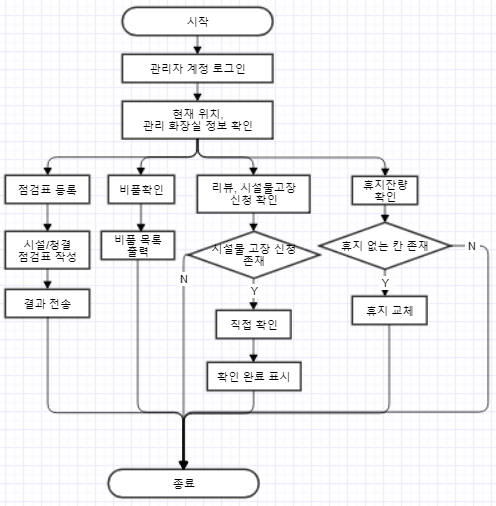 시작
관리자 계정 로그인
현재 위치,
관리 화장실 정보 확인
점검표 등록
비품확인
리뷰, 시설물고장
신청 확인
휴지잔량
확인
시설/청결
점검표 작성
비품 목록
출력
시설물 고장 신청
존재
휴지 없는 칸 존재
N
N
Y
Y
결과 전송
직접 확인
휴지 교체
확인 완료 표시
종료